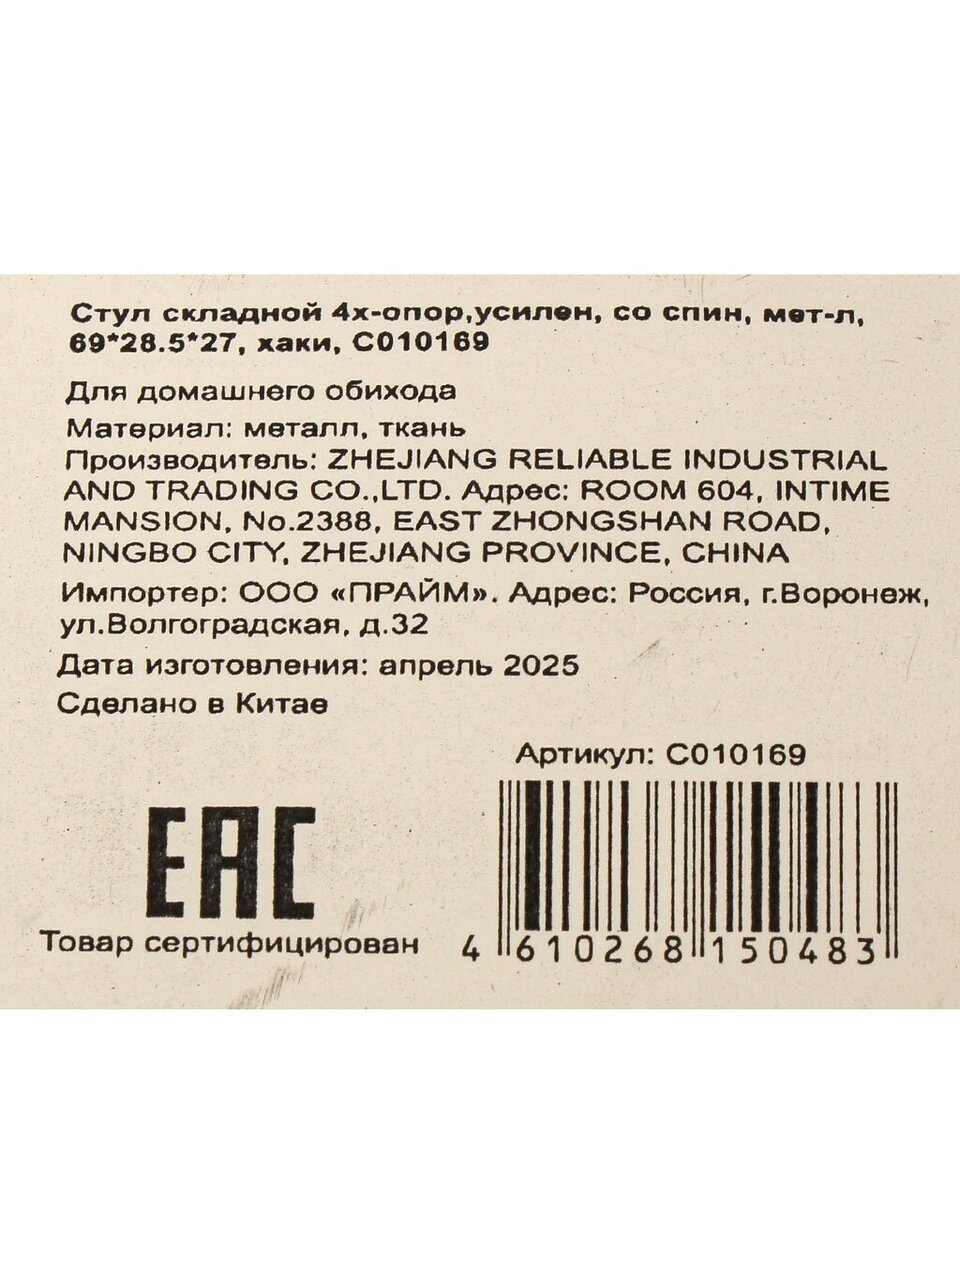 Стул складной 4х-опор,усилен, со спин, мет-л,
69*28.5*27, хаки, С010169
Для домашнего обихода
Материал: металл, ткань
Производитель: ZHEJIANG RELIABLE INDUSTRIAL
AND TRADING CO.,LTD. Адрес: ROOM 604, INTIME
MANSION, No.2388, EAST ZHONGSHAN ROAD,
NINGBO CITY, ZHEJIANG PROVINCE, CHINA
Импортер: ООО «ПРАЙМ». Адрес: Россия, г.Воронеж,
ул.Волгоградская, д.32
Дата изготовления: апрель 2025
Сделано в Китае
Артикул: С010169
ЕАС
Товар сертифицирован
4 610268 150483